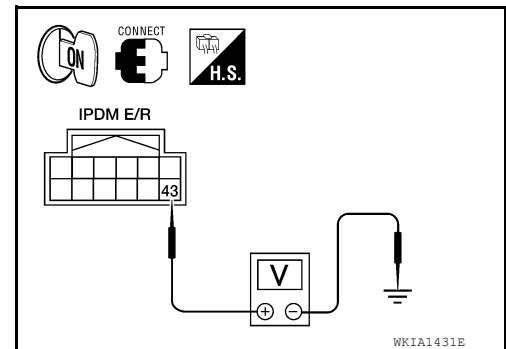 CONNECT
ON
H.S.
IPDM E/R
43
V
+ −
WKIA1431E